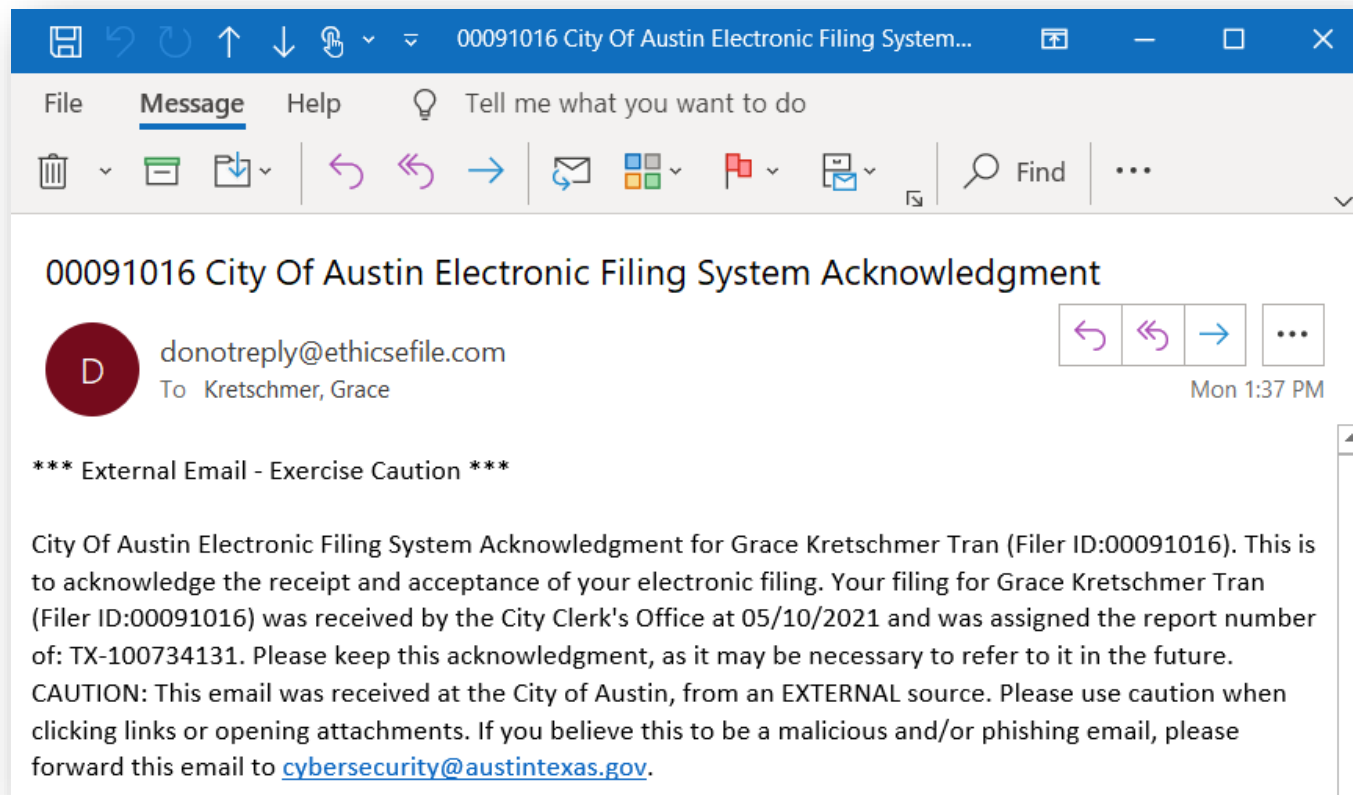 00091016 City Of Austin Electronic Filing System...
File Message Help Tell me what you want to do
Find
00091016 City Of Austin Electronic Filing System Acknowledgment
D
donotreply@ethicsefile.com
To Kretschmer, Grace
Mon 1:37 PM
*** External Email - Exercise Caution ***
City Of Austin Electronic Filing System Acknowledgment for Grace Kretschmer Tran (Filer ID:00091016). This is
to acknowledge the receipt and acceptance of your electronic filing. Your filing for Grace Kretschmer Tran
(Filer ID:00091016) was received by the City Clerk's Office at 05/10/2021 and was assigned the report number
of: TX-100734131. Please keep this acknowledgment, as it may be necessary to refer to it in the future.
CAUTION: This email was received at the City of Austin, from an EXTERNAL source. Please use caution when
clicking links or opening attachments. If you believe this to be a malicious and/or phishing email, please
forward this email to cybersecurity@austintexas.gov.